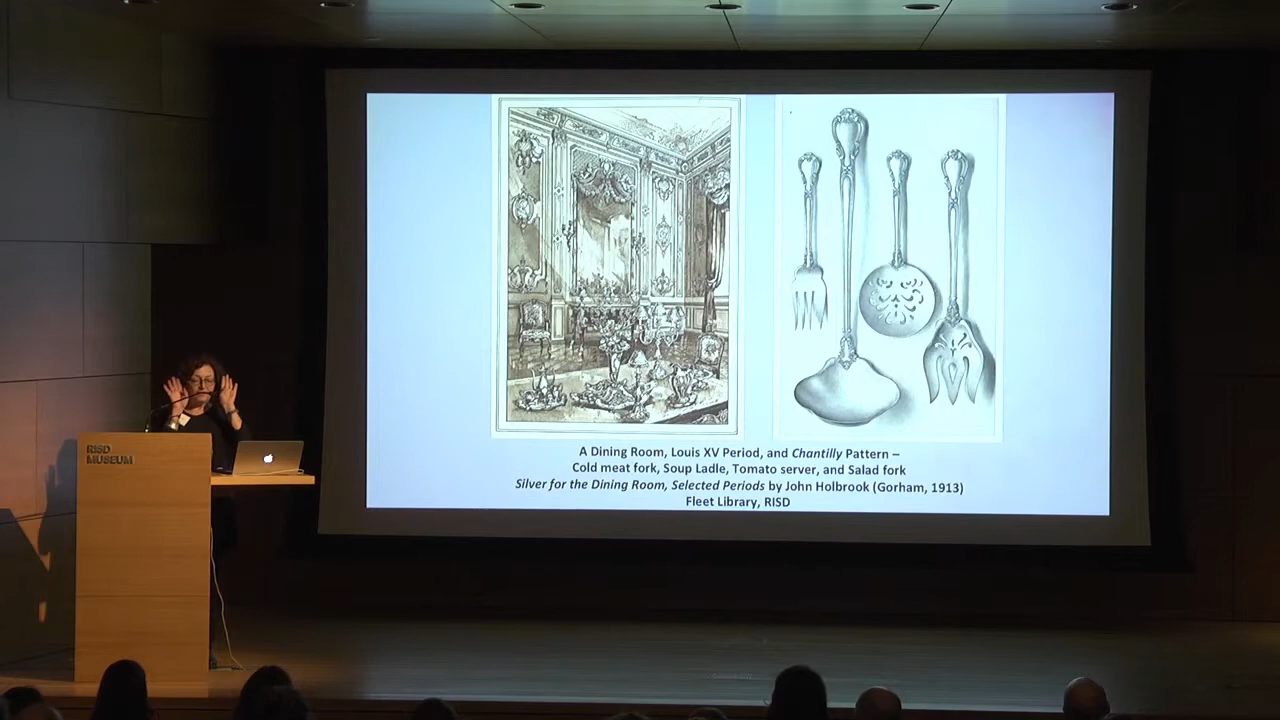 RISD
MUSEUM
A Dining Room, Louis XV Period, and Chantilly Pattern –
Cold meat fork, Soup Ladle, Tomato server, and Salad fork
Silver for the Dining Room, Selected Periods by John Holbrook (Gorham, 1913)
Fleet Library, RISD